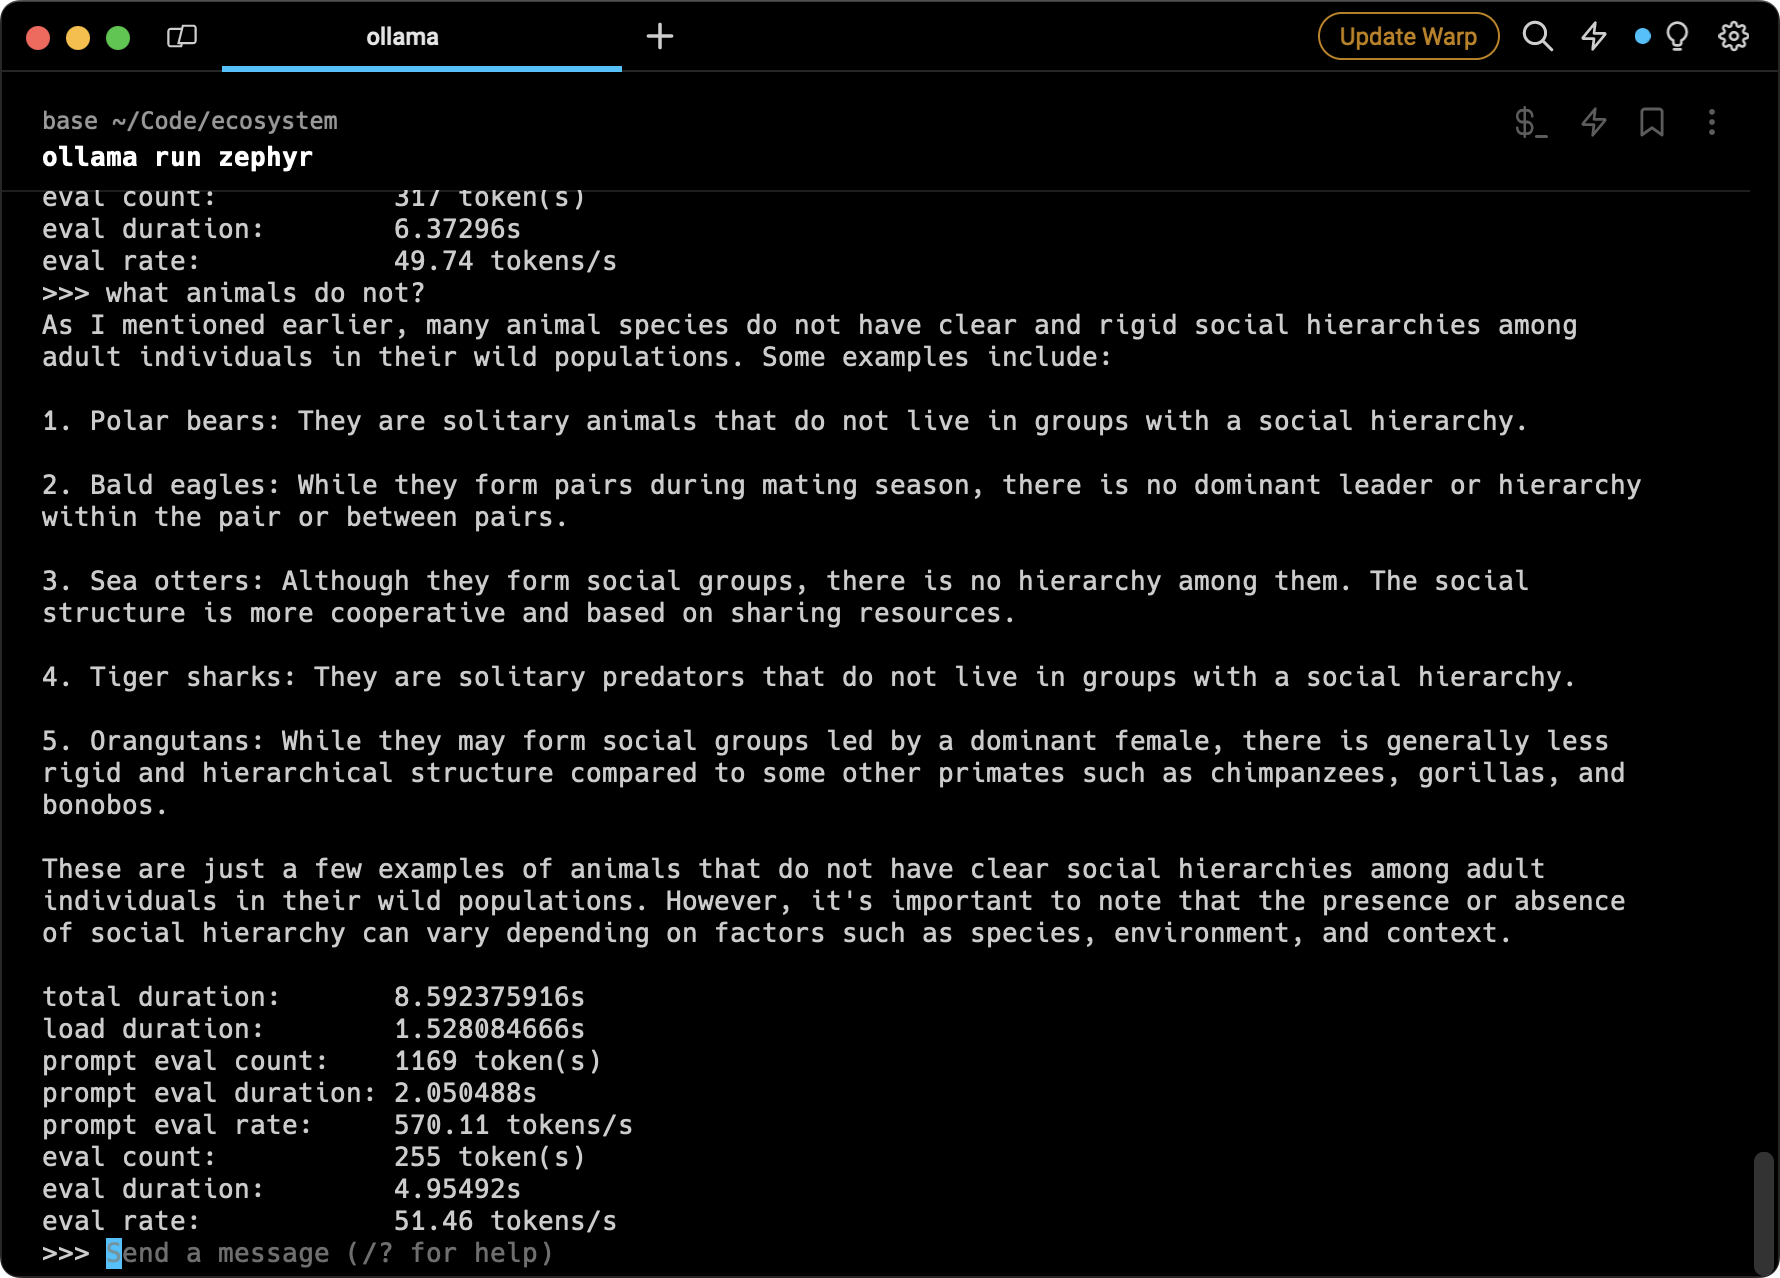 ollama
Update Warp
base ~/Code/ecosystem
$_
ollama run zephyr
eval count: 317 token(s)
eval duration: 6.37296s
eval rate: 49.74 tokens/s
>>> what animals do not?
As I mentioned earlier, many animal species do not have clear and rigid social hierarchies among
adult individuals in their wild populations. Some examples include:
1. Polar bears: They are solitary animals that do not live in groups with a social hierarchy.
2. Bald eagles: While they form pairs during mating season, there is no dominant leader or hierarchy
within the pair or between pairs.
3. Sea otters: Although they form social groups, there is no hierarchy among them. The social
structure is more cooperative and based on sharing resources.
4. Tiger sharks: They are solitary predators that do not live in groups with a social hierarchy.
5. Orangutans: While they may form social groups led by a dominant female, there is generally less
rigid and hierarchical structure compared to some other primates such as chimpanzees, gorillas, and
bonobos.
These are just a few examples of animals that do not have clear social hierarchies among adult
individuals in their wild populations. However, it's important to note that the presence or absence
of social hierarchy can vary depending on factors such as species, environment, and context.
total duration: 8.592375916s
load duration: 1.528084666s
prompt eval count: 1169 token(s)
prompt eval duration: 2.050488s
prompt eval rate: 570.11 tokens/s
eval count: 255 token(s)
eval duration: 4.95492s
eval rate: 51.46 tokens/s
>>> Send a message (/? for help)